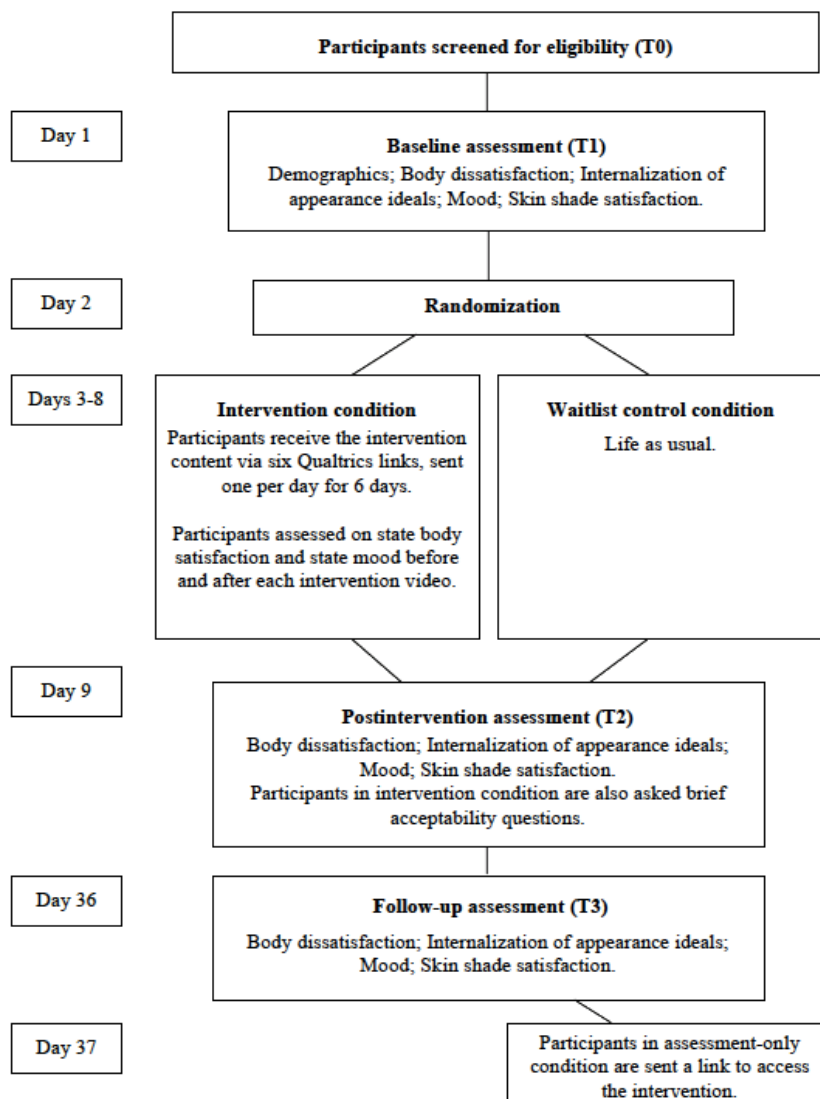 Participants screened for eligibility (T0)
Day 1
Baseline assessment (T1)
Demographics; Body dissatisfaction; Internalization of
appearance ideals; Mood; Skin shade satisfaction.
Day 2
Randomization
Days 3-8
Intervention condition
Participants receive the intervention
content via six Qualtrics links, sent
one per day for 6 days.
Participants assessed on state body
satisfaction and state mood before
and after each intervention video.
Waitlist control condition
Life as usual.
Day 9
Postintervention assessment (T2)
Body dissatisfaction; Internalization of appearance ideals;
Mood; Skin shade satisfaction.
Participants in intervention condition are also asked brief
acceptability questions.
Day 36
Follow-up assessment (T3)
Body dissatisfaction; Internalization of appearance ideals;
Mood; Skin shade satisfaction.
Day 37
Participants in assessment-only
condition are sent a link to access
the intervention.